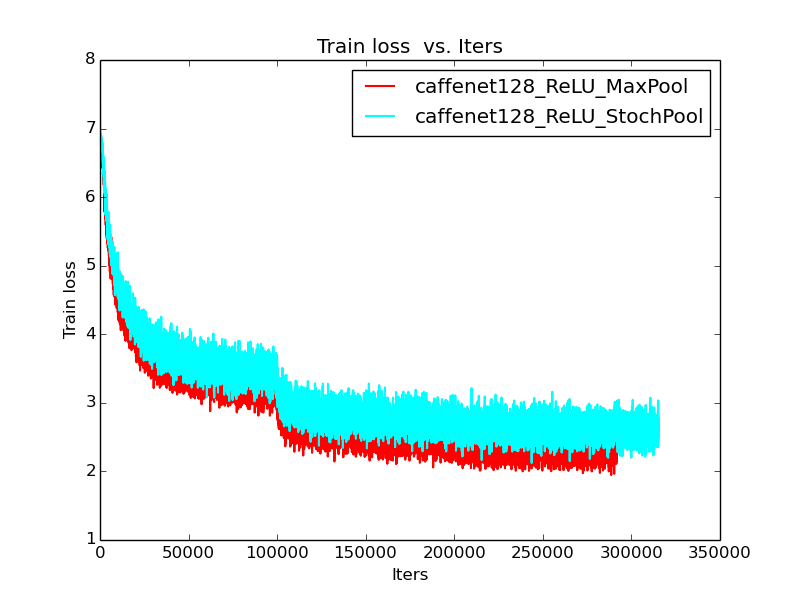 Train loss  vs. Iters
caffenet128_ReLU_MaxPool
caffenet128_ReLU_StochPool
8
7
6
5
4
3
2
1
Train loss
0 50000 100000 150000 200000 250000 300000 350000
Iters